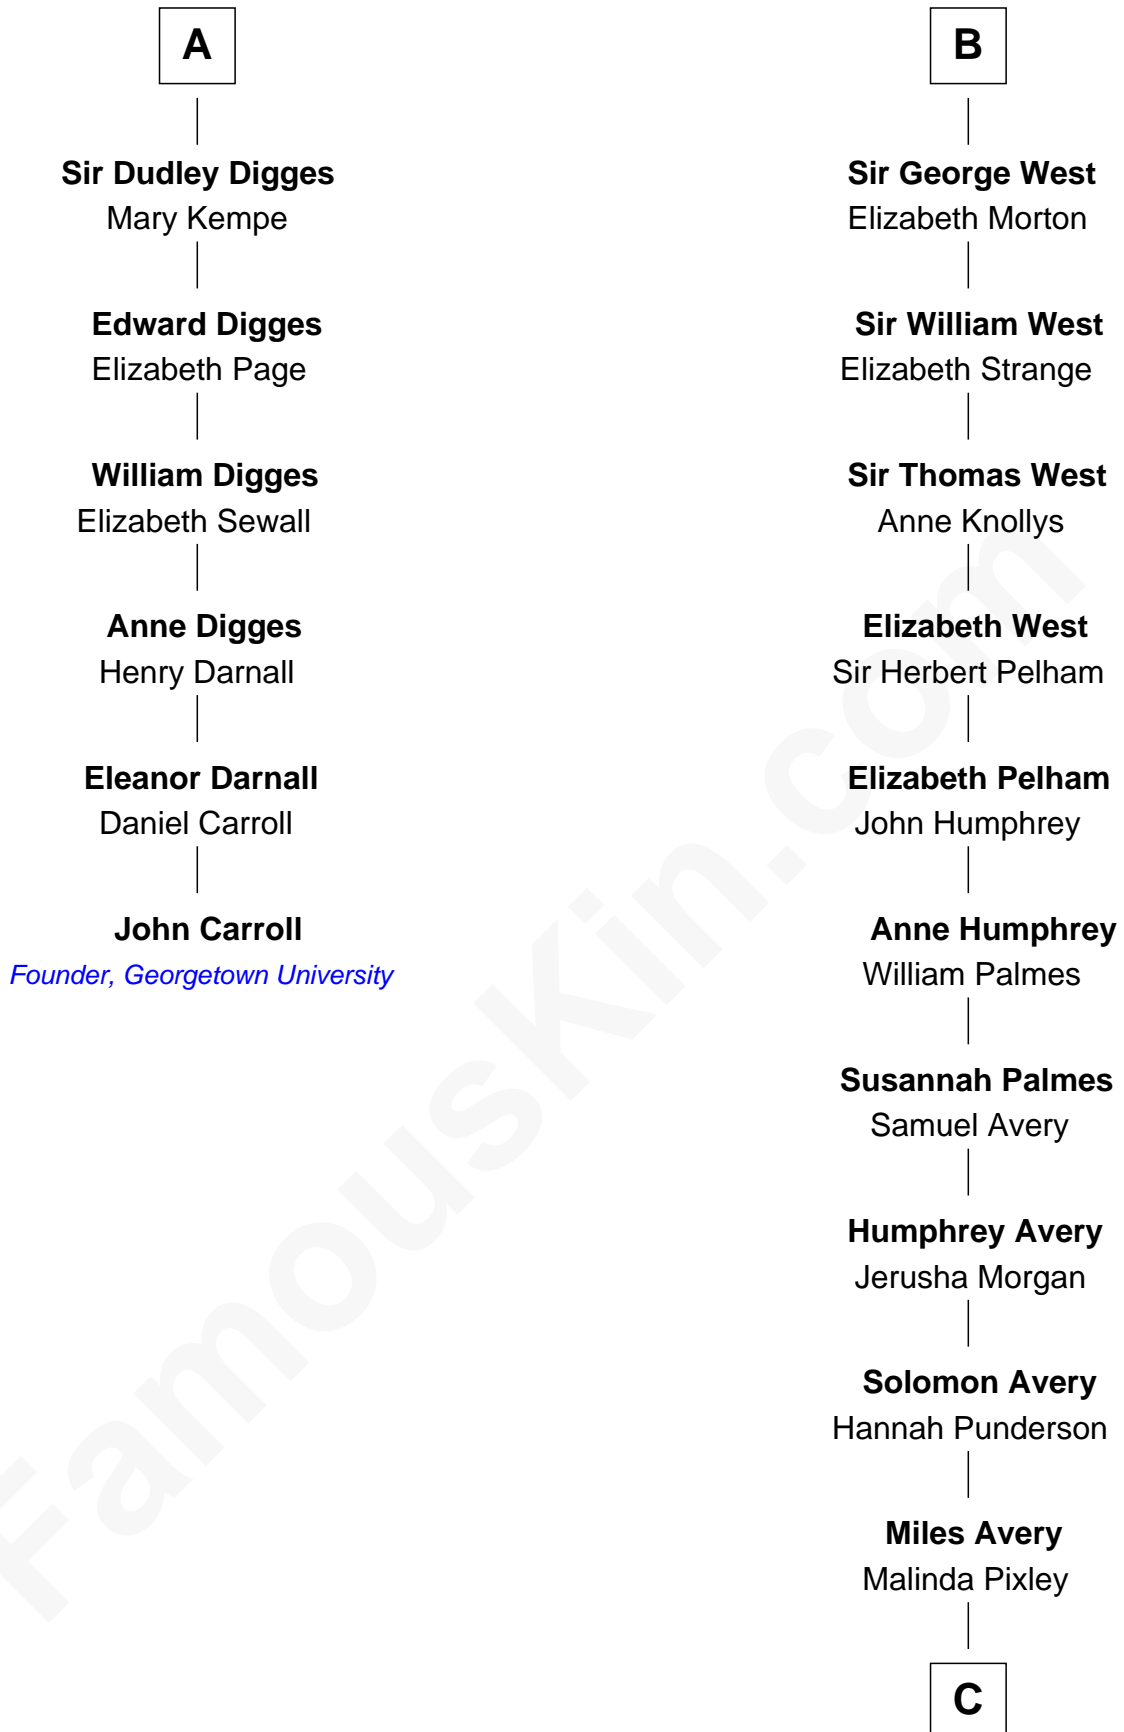 A
Sir Dudley Digges
Mary Kempe
Edward Digges
Elizabeth Page
William Digges
Elizabeth Sewall
Anne Digges
Henry Darnall
Eleanor Darnall
Daniel Carroll
John Carroll
Founder, Georgetown University
B
Sir George West
Elizabeth Morton
Sir William West
Elizabeth Strange
Sir Thomas West
Anne Knollys
Elizabeth West
Sir Herbert Pelham
Elizabeth Pelham
John Humphrey
Anne Humphrey
William Palmes
Susannah Palmes
Samuel Avery
Humphrey Avery
Jerusha Morgan
Solomon Avery
Hannah Punderson
Miles Avery
Malinda Pixley
C
FamousKin.com